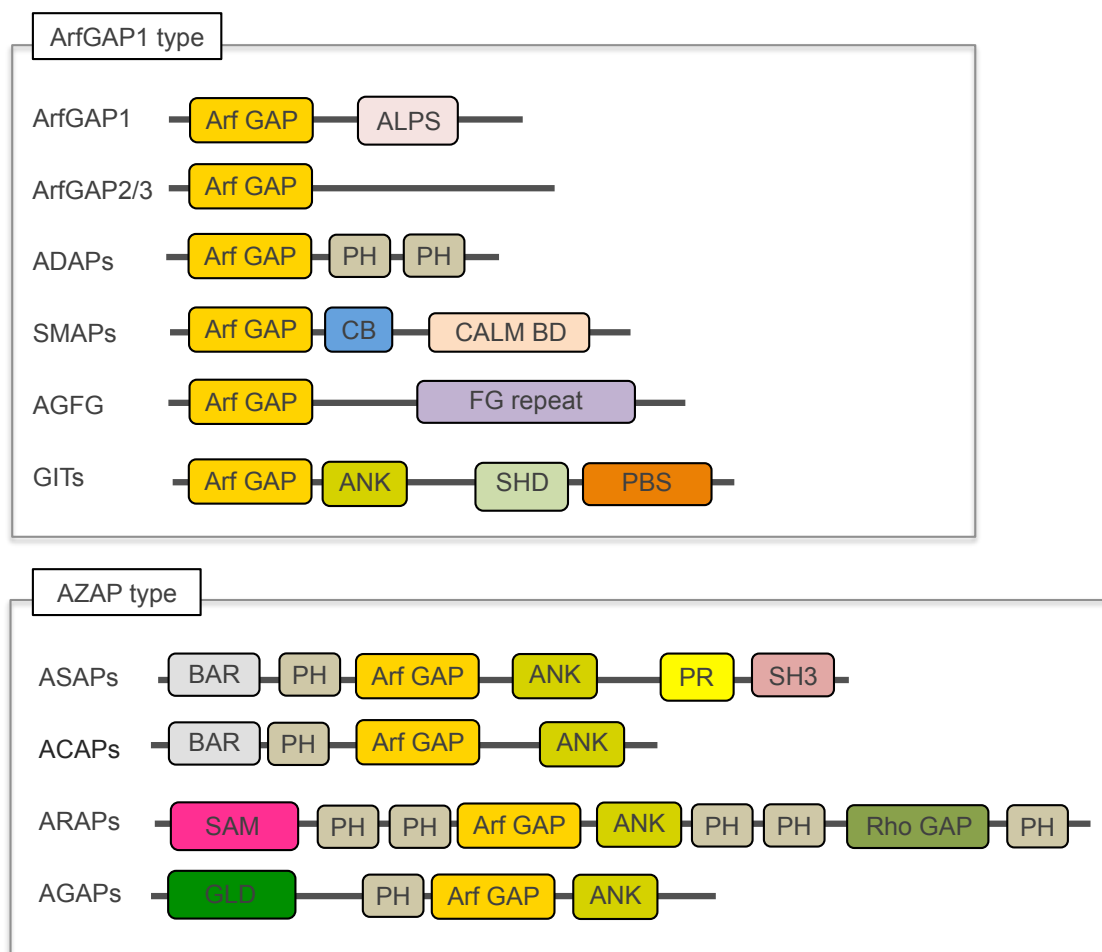 ArfGAP1 type
ArfGAP1 Arf GAP ALPS
ArfGAP2/3 Arf GAP
ADAPs Arf GAP PH PH
SMAPs Arf GAP CB CALM BD
AGFG Arf GAP FG repeat
GITs Arf GAP ANK SHD PBS
AZAP type
ASAPs BAR PH Arf GAP ANK PR SH3
ACAPs BAR PH Arf GAP ANK
ARAPs SAM PH PH Arf GAP ANK PH PH Rho GAP PH
AGAPs GLD PH Arf GAP ANK